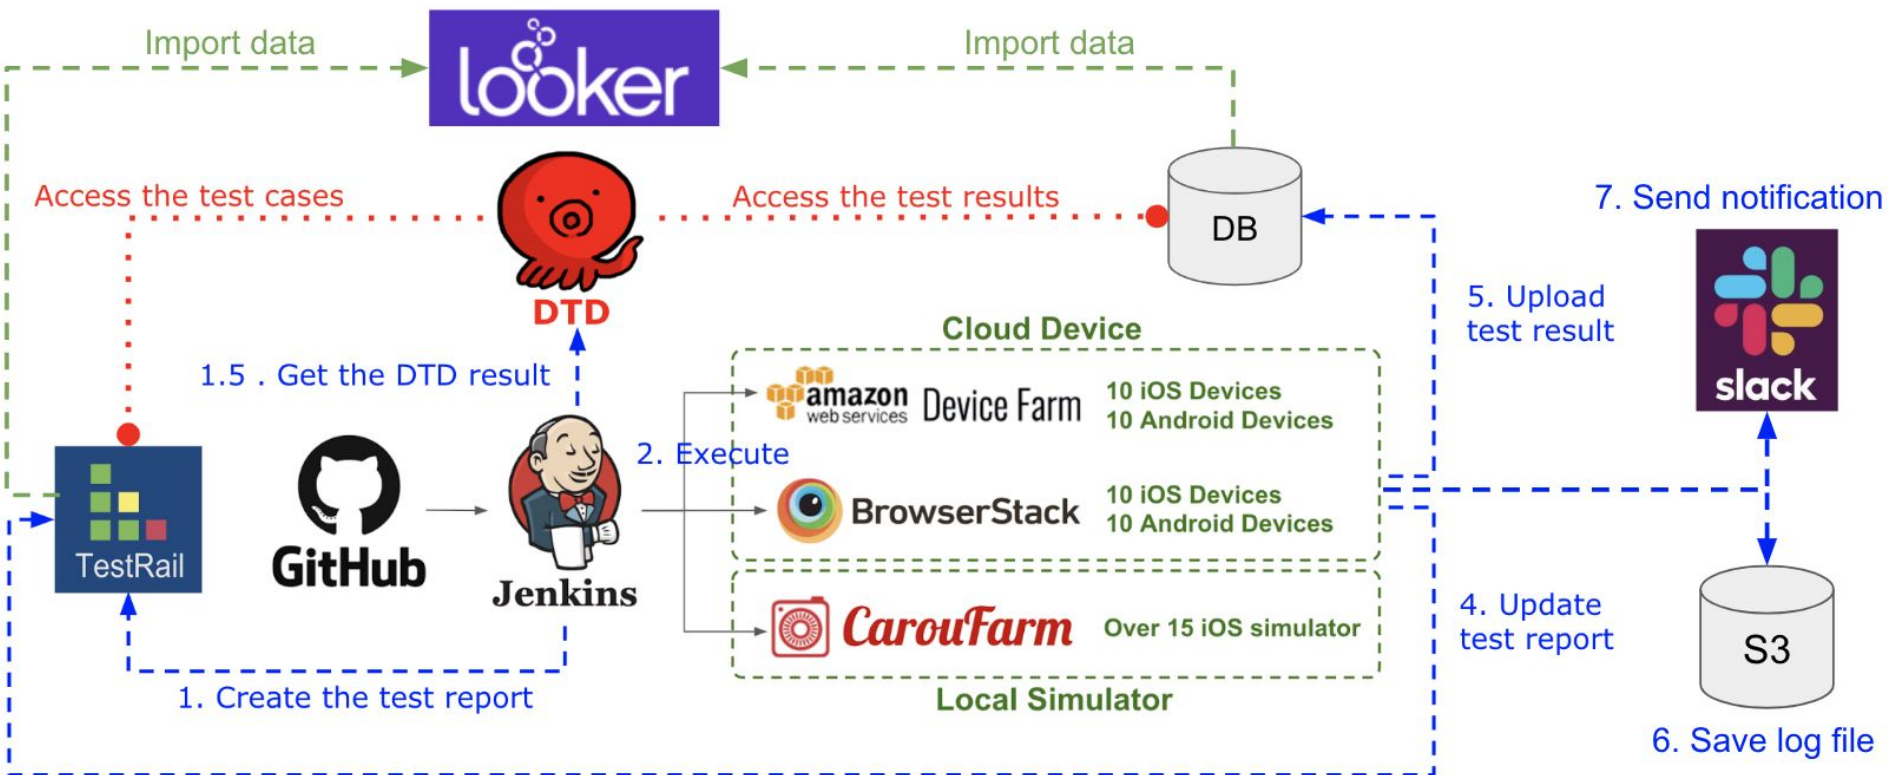 Import data
looker
Import data
Access the test cases
Access the test results
DB
7. Send notification
DTD
slack
5. Upload
test result
Cloud Device
1.5 . Get the DTD result
amazon
web services
Device Farm
10 iOS Devices
10 Android Devices
2. Execute
BrowserStack
10 iOS Devices
10 Android Devices
TestRail
GitHub
Jenkins
CarouFarm
Over 15 iOS simulator
4. Update
test report
S3
1. Create the test report
Local Simulator
6. Save log file